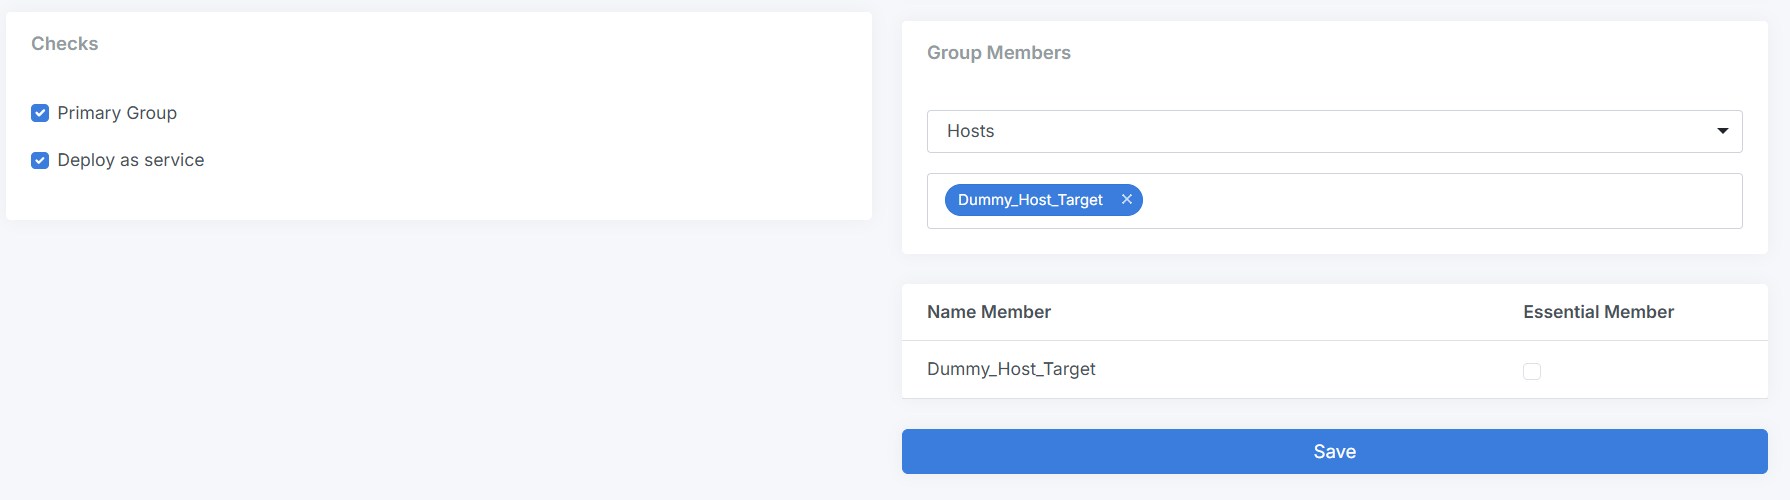 Checks
Primary Group
Deploy as service
Group Members
Hosts
Dummy_Host_Target
Name Member Essential Member
Dummy_Host_Target
Save